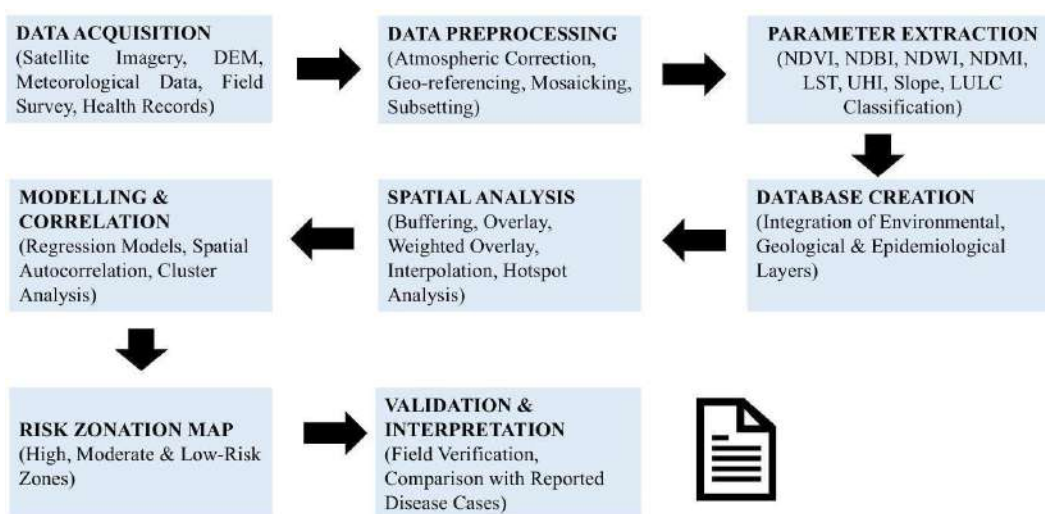 DATA ACQUISITION
(Satellite Imagery, DEM,
Meteorological Data, Field
Survey, Health Records)
DATA PREPROCESSING
(Atmospheric Correction,
Geo-referencing, Mosaicking,
Subsetting)
PARAMETER EXTRACTION
(NDVI, NDBI, NDWI, NDMI,
LST, UHI, Slope, LULC
Classification)
DATABASE CREATION
(Integration of Environmental,
Geological & Epidemiological
Layers)
SPATIAL ANALYSIS
(Buffering, Overlay,
Weighted Overlay,
Interpolation, Hotspot
Analysis)
MODELLING &
CORRELATION
(Regression Models, Spatial
Autocorrelation, Cluster
Analysis)
RISK ZONATION MAP
(High, Moderate & Low-Risk
Zones)
VALIDATION &
INTERPRETATION
(Field Verification,
Comparison with Reported
Disease Cases)